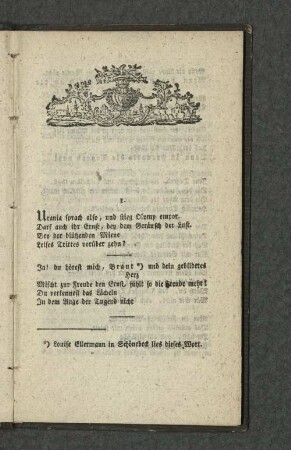 I.
Urania sprach also, und stieg Olymp empor.
Darf auch ihr Ernst, bey dem Geräusch der Lust,
Bey der blühenden Miene
Leises Trittes vorüber gehn?
Ja! du hörest mich, Braut *) und dein gebildetes
Herz
Mischt zur Freude den Ernst, fühlt so die Freude mehr!
Du verkennest das Lächeln
In dem Auge der Tugend nicht
*) Louise Ellermann in Schönebeck lies dieses Wort.